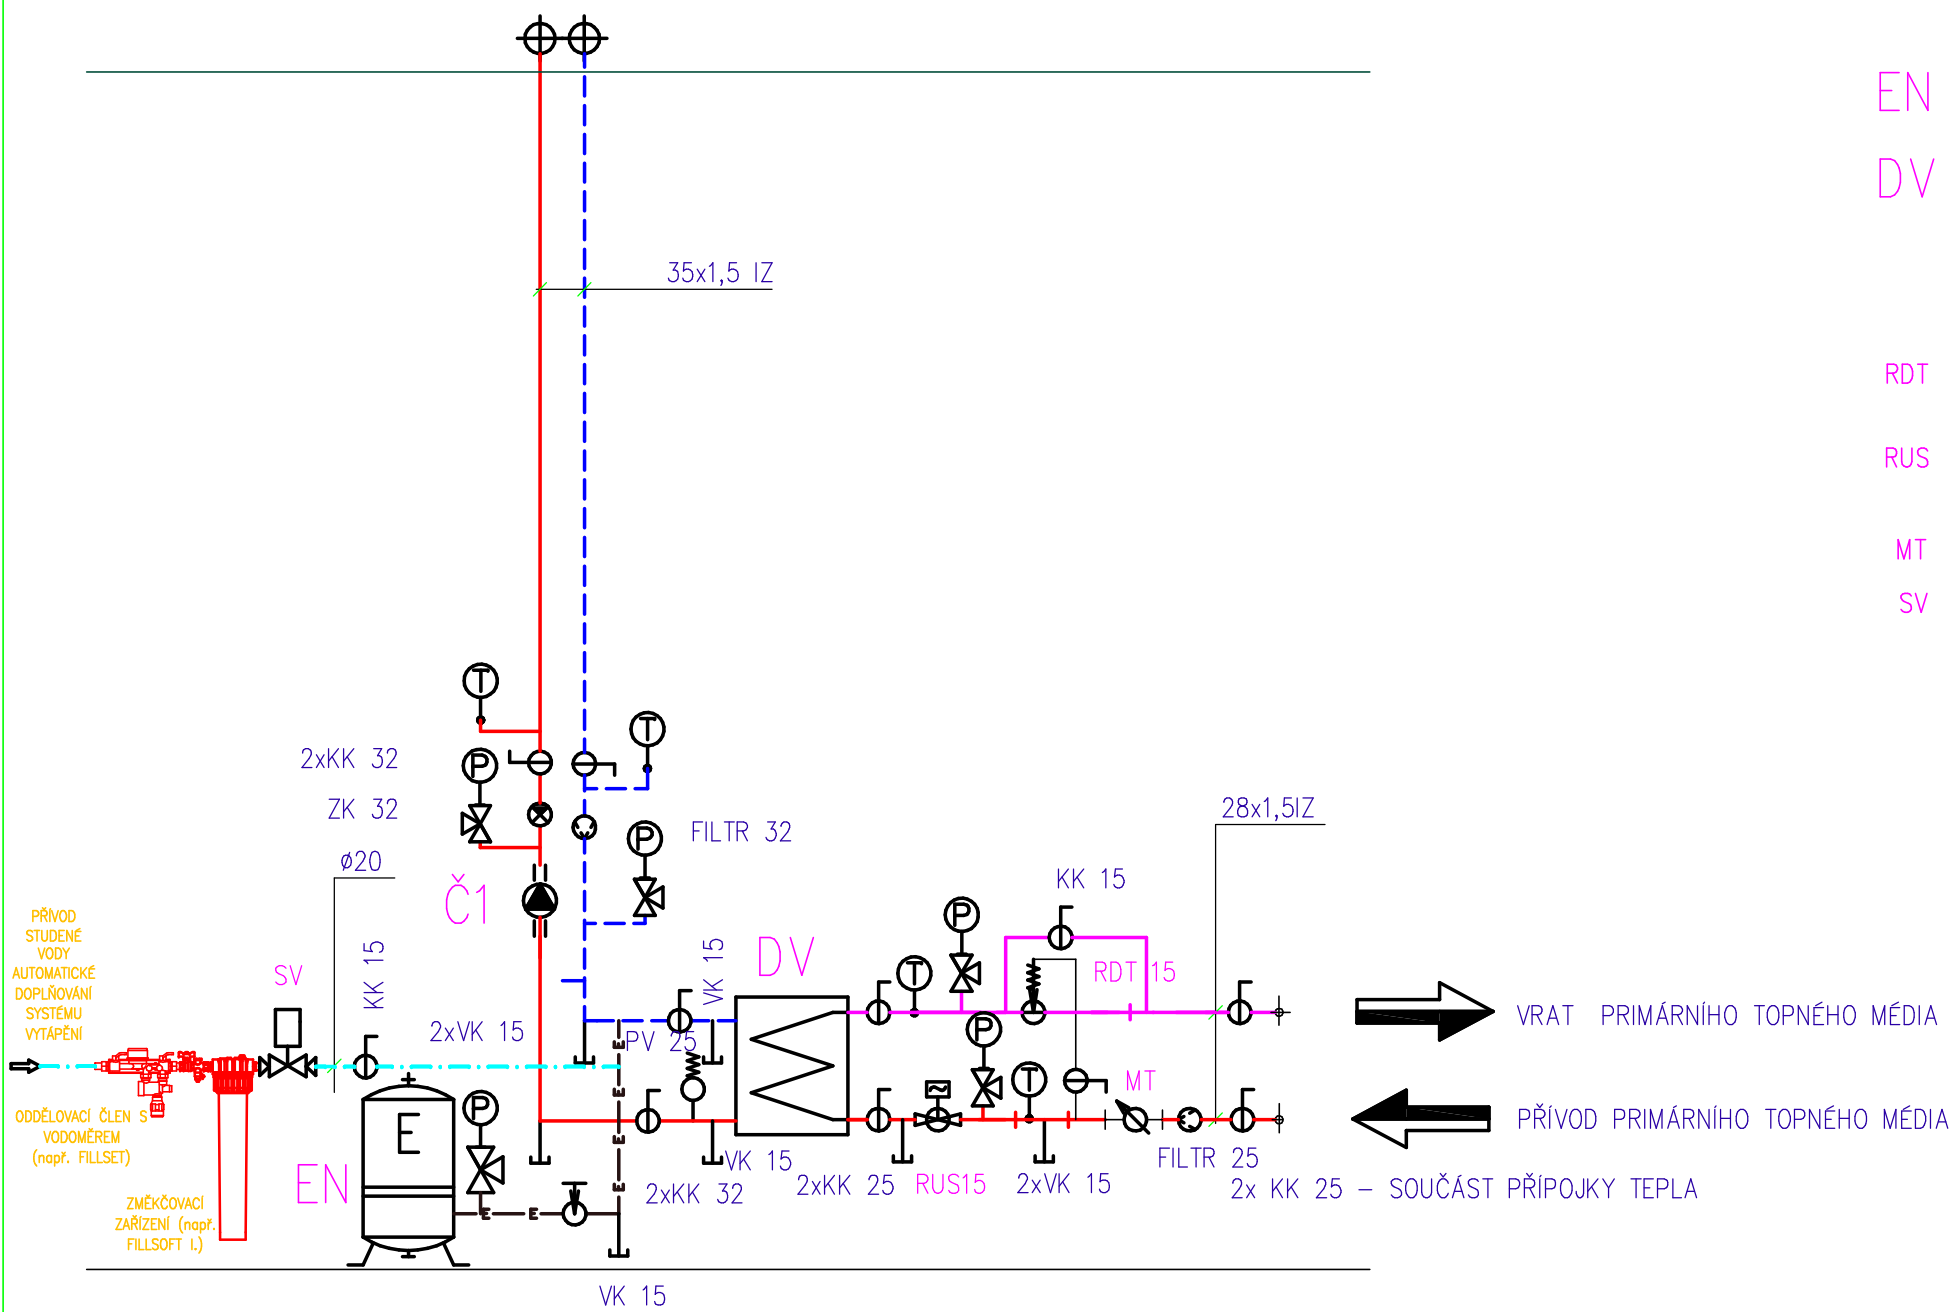 EN
DV
35x1,5 IZ
RDT
RUS
MT
SV
T
T
2xKK 32
P
ZK 32
28x1,5IZ
P
FILTR 32
ø20
KK 15
Č1
P
PŘÍVOD
STUDENÉ
VODY
AUTOMATICKÉ
DOPLŇOVÁNÍ
SYSTÉMU
VYTÁPĚNÍ
SV
KK 15
VK 15
DV
T
RDT 15
2xVK 15
PV 25
P
VRAT PRIMÁRNÍHO TOPNÉHO MÉDIA
E
T
MT
P
ODDĚLOVACÍ ČLEN S
VODOMĚREM
(např. FILLSET)
E
E
E
PŘÍVOD PRIMÁRNÍHO TOPNÉHO MÉDIA
EN
VK 15
FILTR 25
E
2xKK 32
2xKK 25
RUS15
2xVK 15
2x KK 25 – SOUČÁST PŘÍPOJKY TEPLA
ZMĚKČOVACÍ
ZAŘÍZENÍ (např.
FILLSOFT I.)
E
E
VK 15